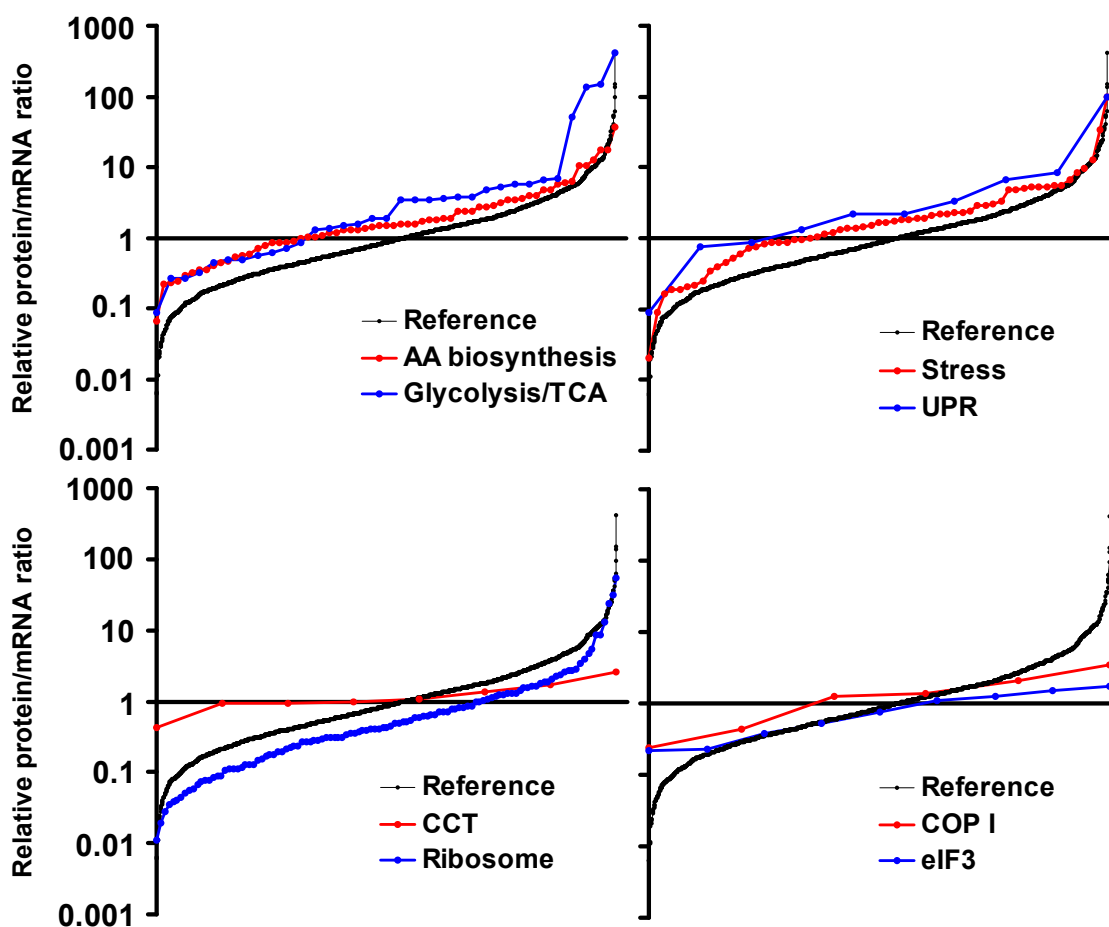 Relative protein/mRNA ratio
1000
100
10
1
0.1
0.01
0.001
Reference
AA biosynthesis
Glycolysis/TCA
Reference
Stress
UPR
Relative protein/mRNA ratio
1000
100
10
1
0.1
0.01
0.001
Reference
CCT
Ribosome
Reference
COP I
eIF3